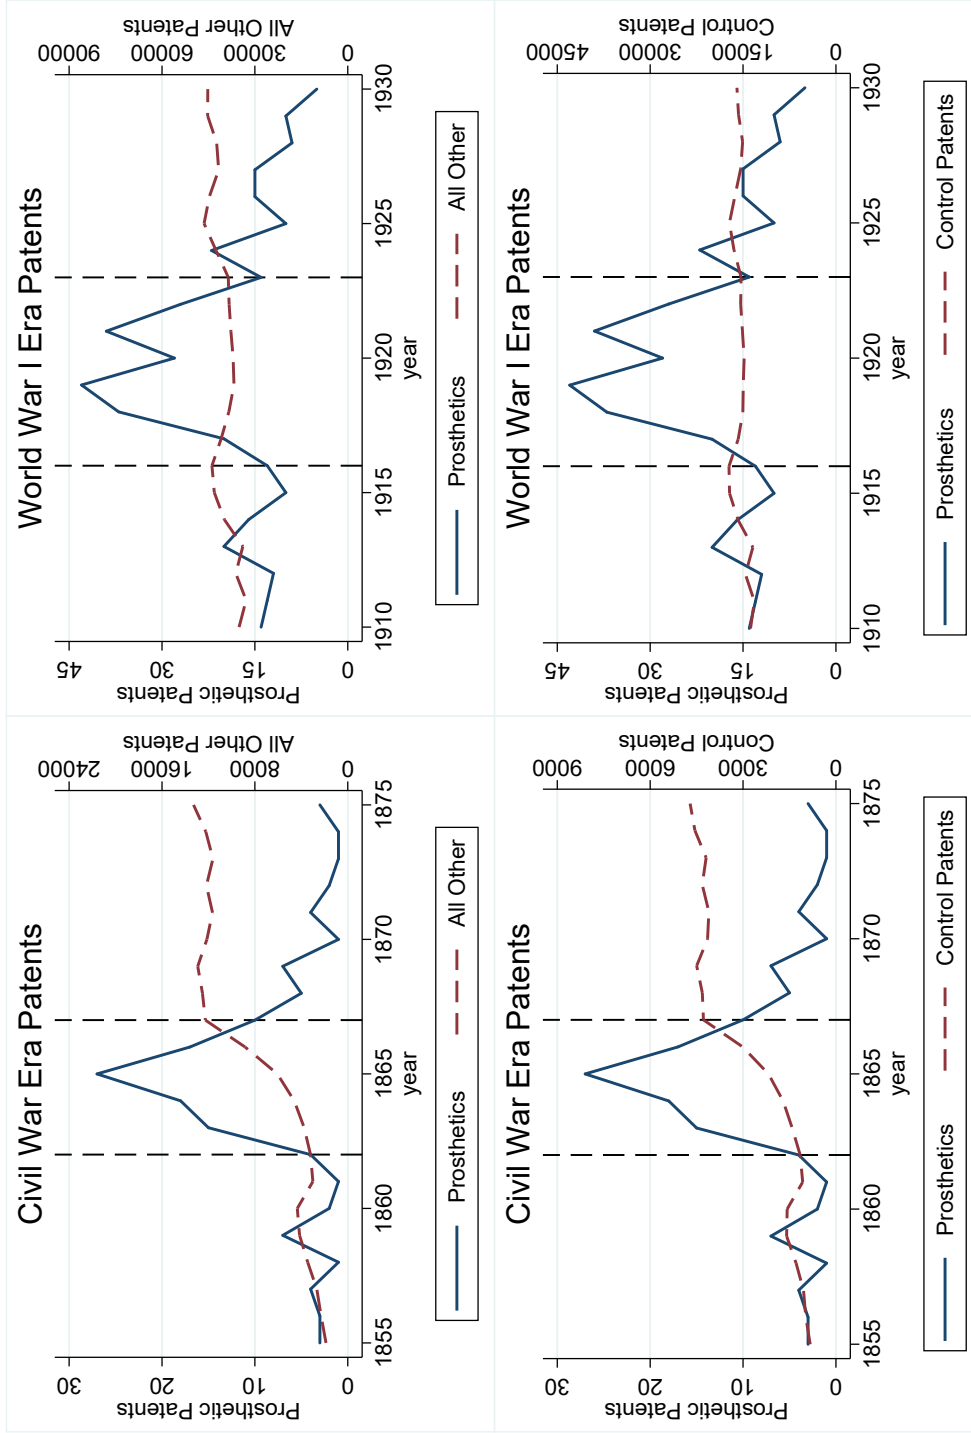 Civil War Era Patents
Prosthetic Patents
0 10 20 30
All Other Patents
0 8000 16000 24000
1855 1860 1865 1870 1875
year
Prosthetics All Other
World War I Era Patents
Prosthetic Patents
0 15 30 45
All Other Patents
0 30000 60000 90000
1910 1915 1920 1925 1930
year
Prosthetics All Other
Civil War Era Patents
Prosthetic Patents
0 10 20 30
Control Patents
0 3000 6000 9000
1855 1860 1865 1870 1875
year
Prosthetics Control Patents
World War I Era Patents
Prosthetic Patents
0 15 30 45
Control Patents
0 15000 30000 45000
1910 1915 1920 1925 1930
year
Prosthetics Control Patents